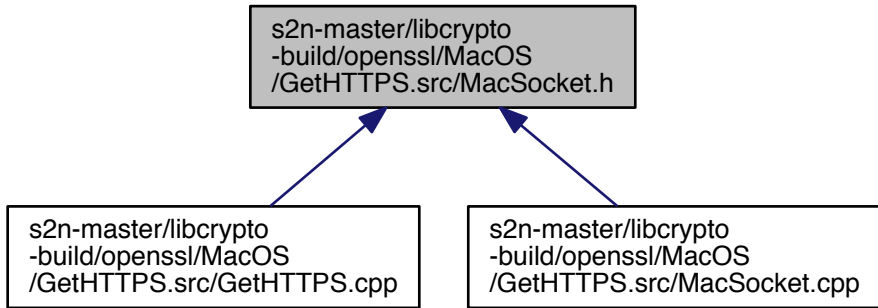 s2n-master/libcrypto
-build/openssl/MacOS
/GetHTTPS.src/MacSocket.h
s2n-master/libcrypto
-build/openssl/MacOS
/GetHTTPS.src/GetHTTPS.cpp
s2n-master/libcrypto
-build/openssl/MacOS
/GetHTTPS.src/MacSocket.cpp